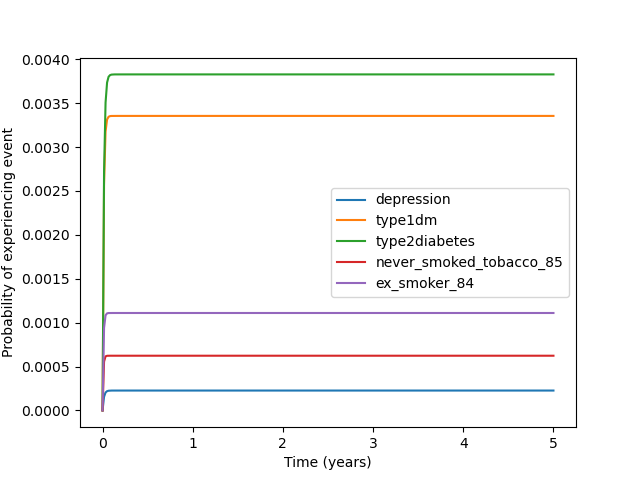 0.0040
0.0035
0.0030
0.0025
0.0020
0.0015
0.0010
0.0005
0.0000
Probability of experiencing event
depression
type1dm
type2diabetes
never_smoked_tobacco_85
ex_smoker_84
0 1 2 3 4 5
Time (years)